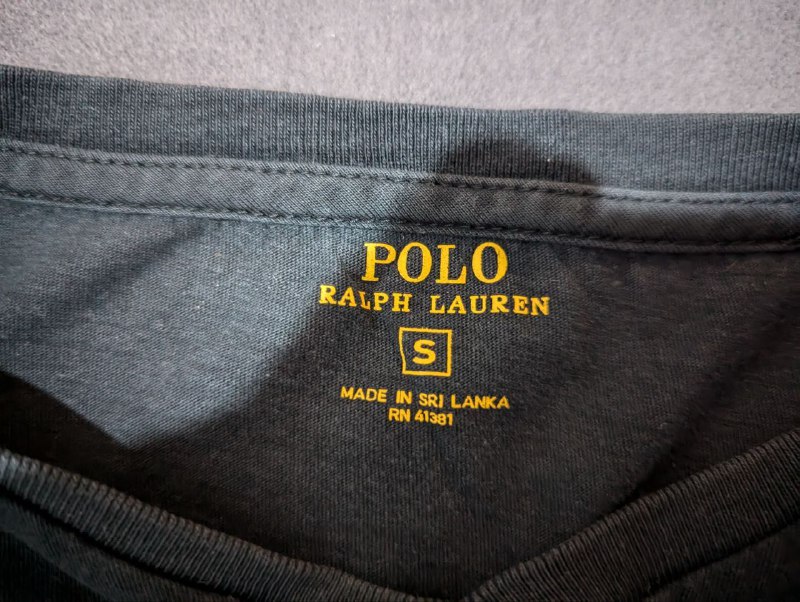 POLO
RALPH LAUREN
S
MADE IN SRI LANKA
RN 41381